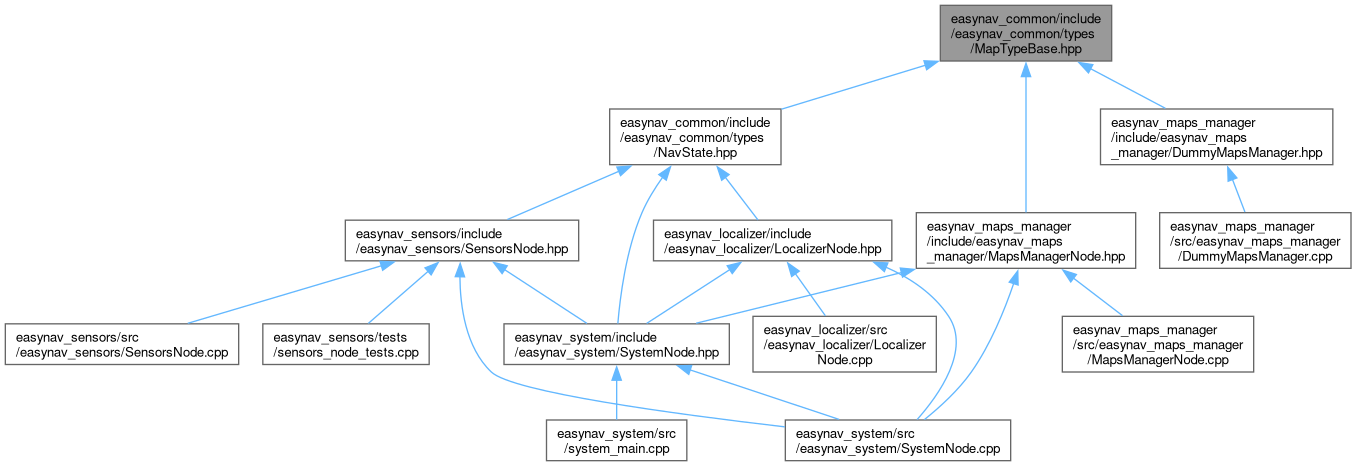 easynav_common/include
/easynav_common/types
/MapTypeBase.hpp
easynav_common/include
/easynav_common/types
/NavState.hpp
easynav_maps_manager
/include/easynav_maps
_manager/DummyMapsManager.hpp
easynav_sensors/include
/easynav_sensors/SensorsNode.hpp
easynav_localizer/include
/easynav_localizer/LocalizerNode.hpp
easynav_maps_manager
/include/easynav_maps
_manager/MapsManagerNode.hpp
easynav_maps_manager
/src/easynav_maps_manager
/DummyMapsManager.cpp
easynav_sensors/src
/easynav_sensors/SensorsNode.cpp
easynav_sensors/tests
/sensors_node_tests.cpp
easynav_system/include
/easynav_system/SystemNode.hpp
easynav_localizer/src
/easynav_localizer/Localizer
Node.cpp
easynav_maps_manager
/src/easynav_maps_manager
/MapsManagerNode.cpp
easynav_system/src
/system_main.cpp
easynav_system/src
/easynav_system/SystemNode.cpp